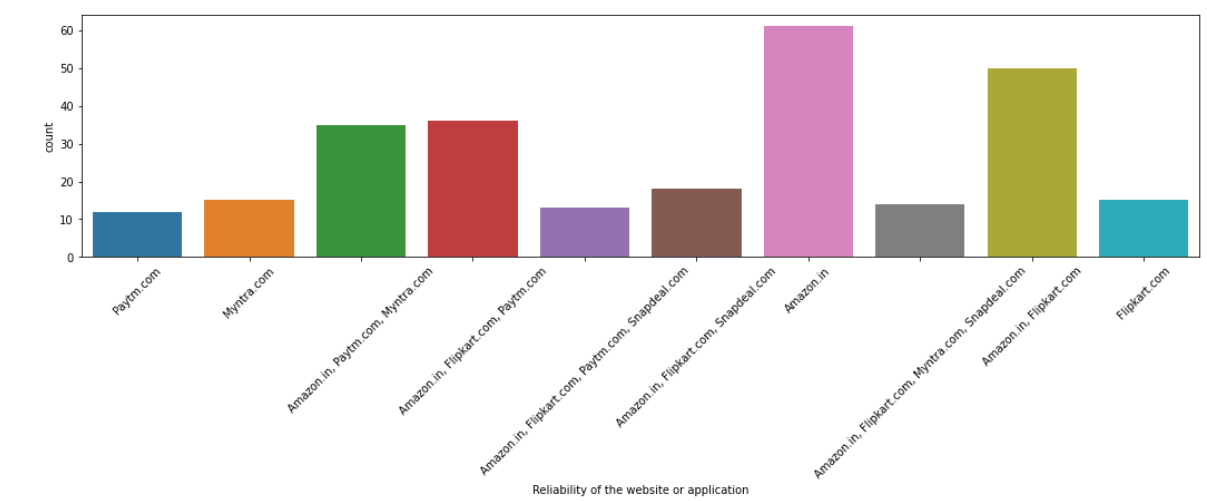 60
50
40
30
20
10
0
count
Paytm.com
Myntra.com
Amazon.in, Paytm.com, Myntra.com
Amazon.in, Flipkart.com, Paytm.com
Amazon.in, Flipkart.com, Paytm.com, Snapdeal.com
Amazon.in, Flipkart.com, Snapdeal.com
Amazon.in
Amazon.in, Flipkart.com, Myntra.com, Snapdeal.com
Amazon.in, Flipkart.com
Flipkart.com
Reliability of the website or application